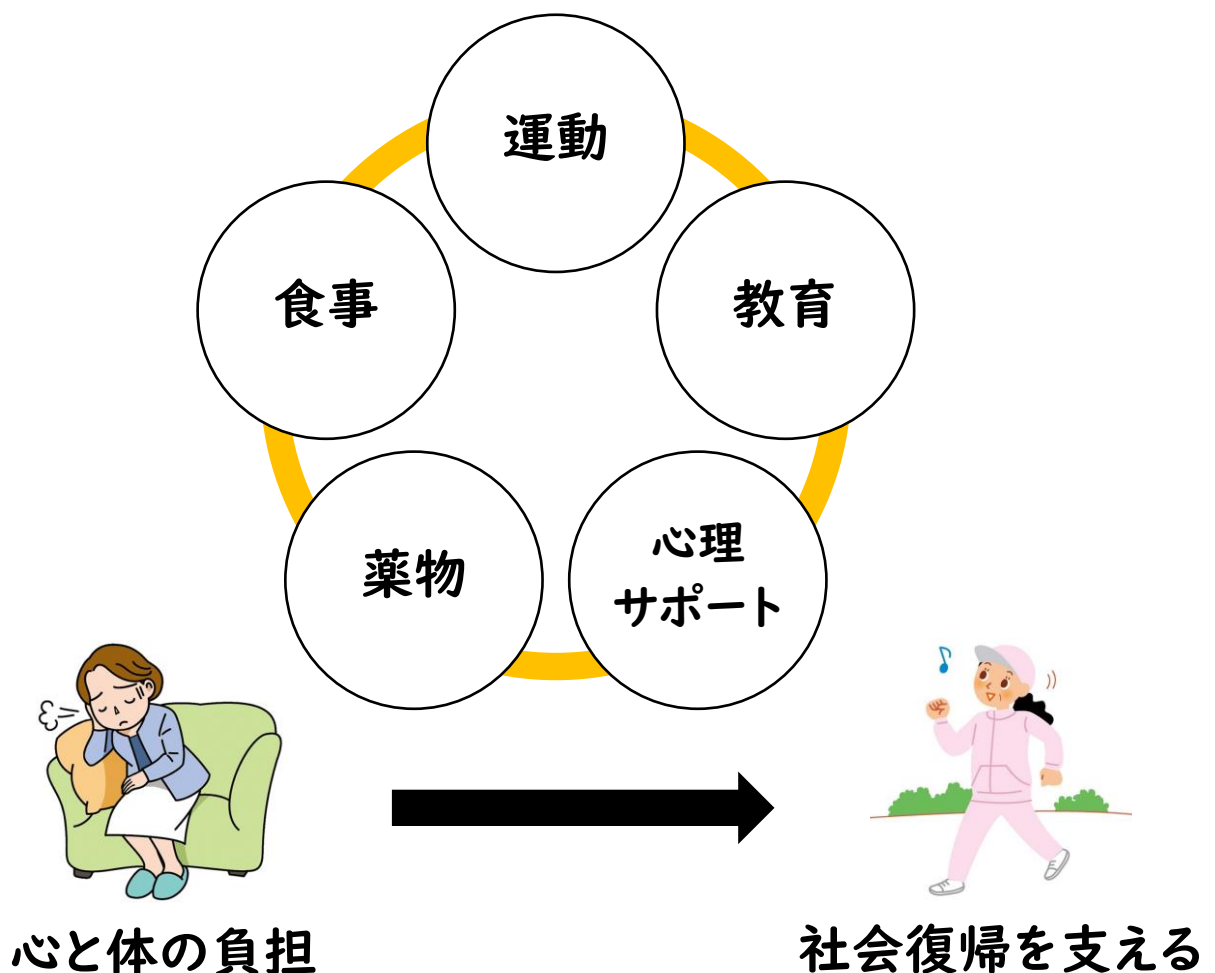 運動
食事
教育
薬物
心理
サポート
心と体の負担
社会復帰を支える